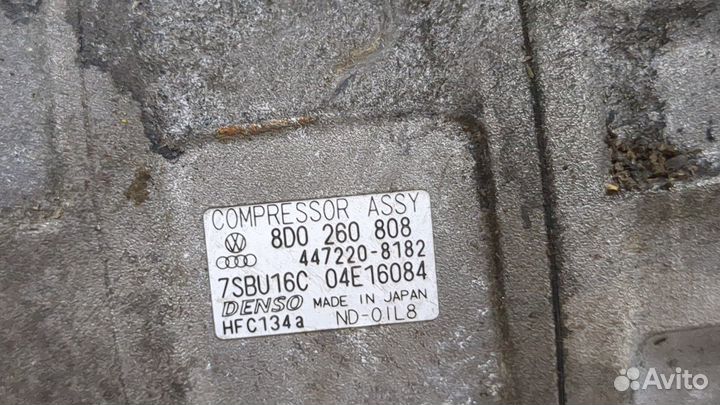 COMPRESSOR ASSY
8D0 260 808
447220-8182
7SBU16C 04E16084
DENSO MADE IN JAPAN
HFC134a ND-OIL8
Avito